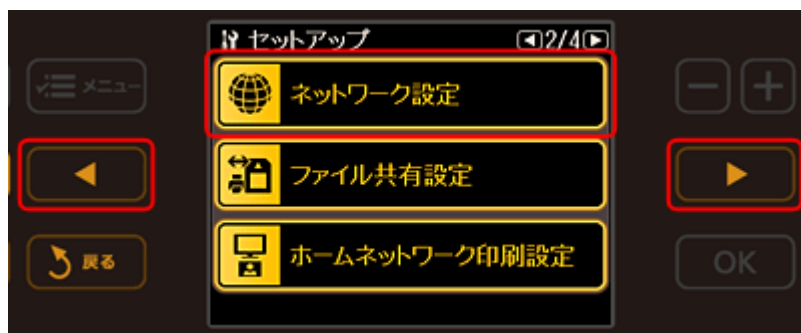 セットアップ 2/4
メニュー
ネットワーク設定
ファイル共有設定
戻る
ホームネットワーク印刷設定
OK